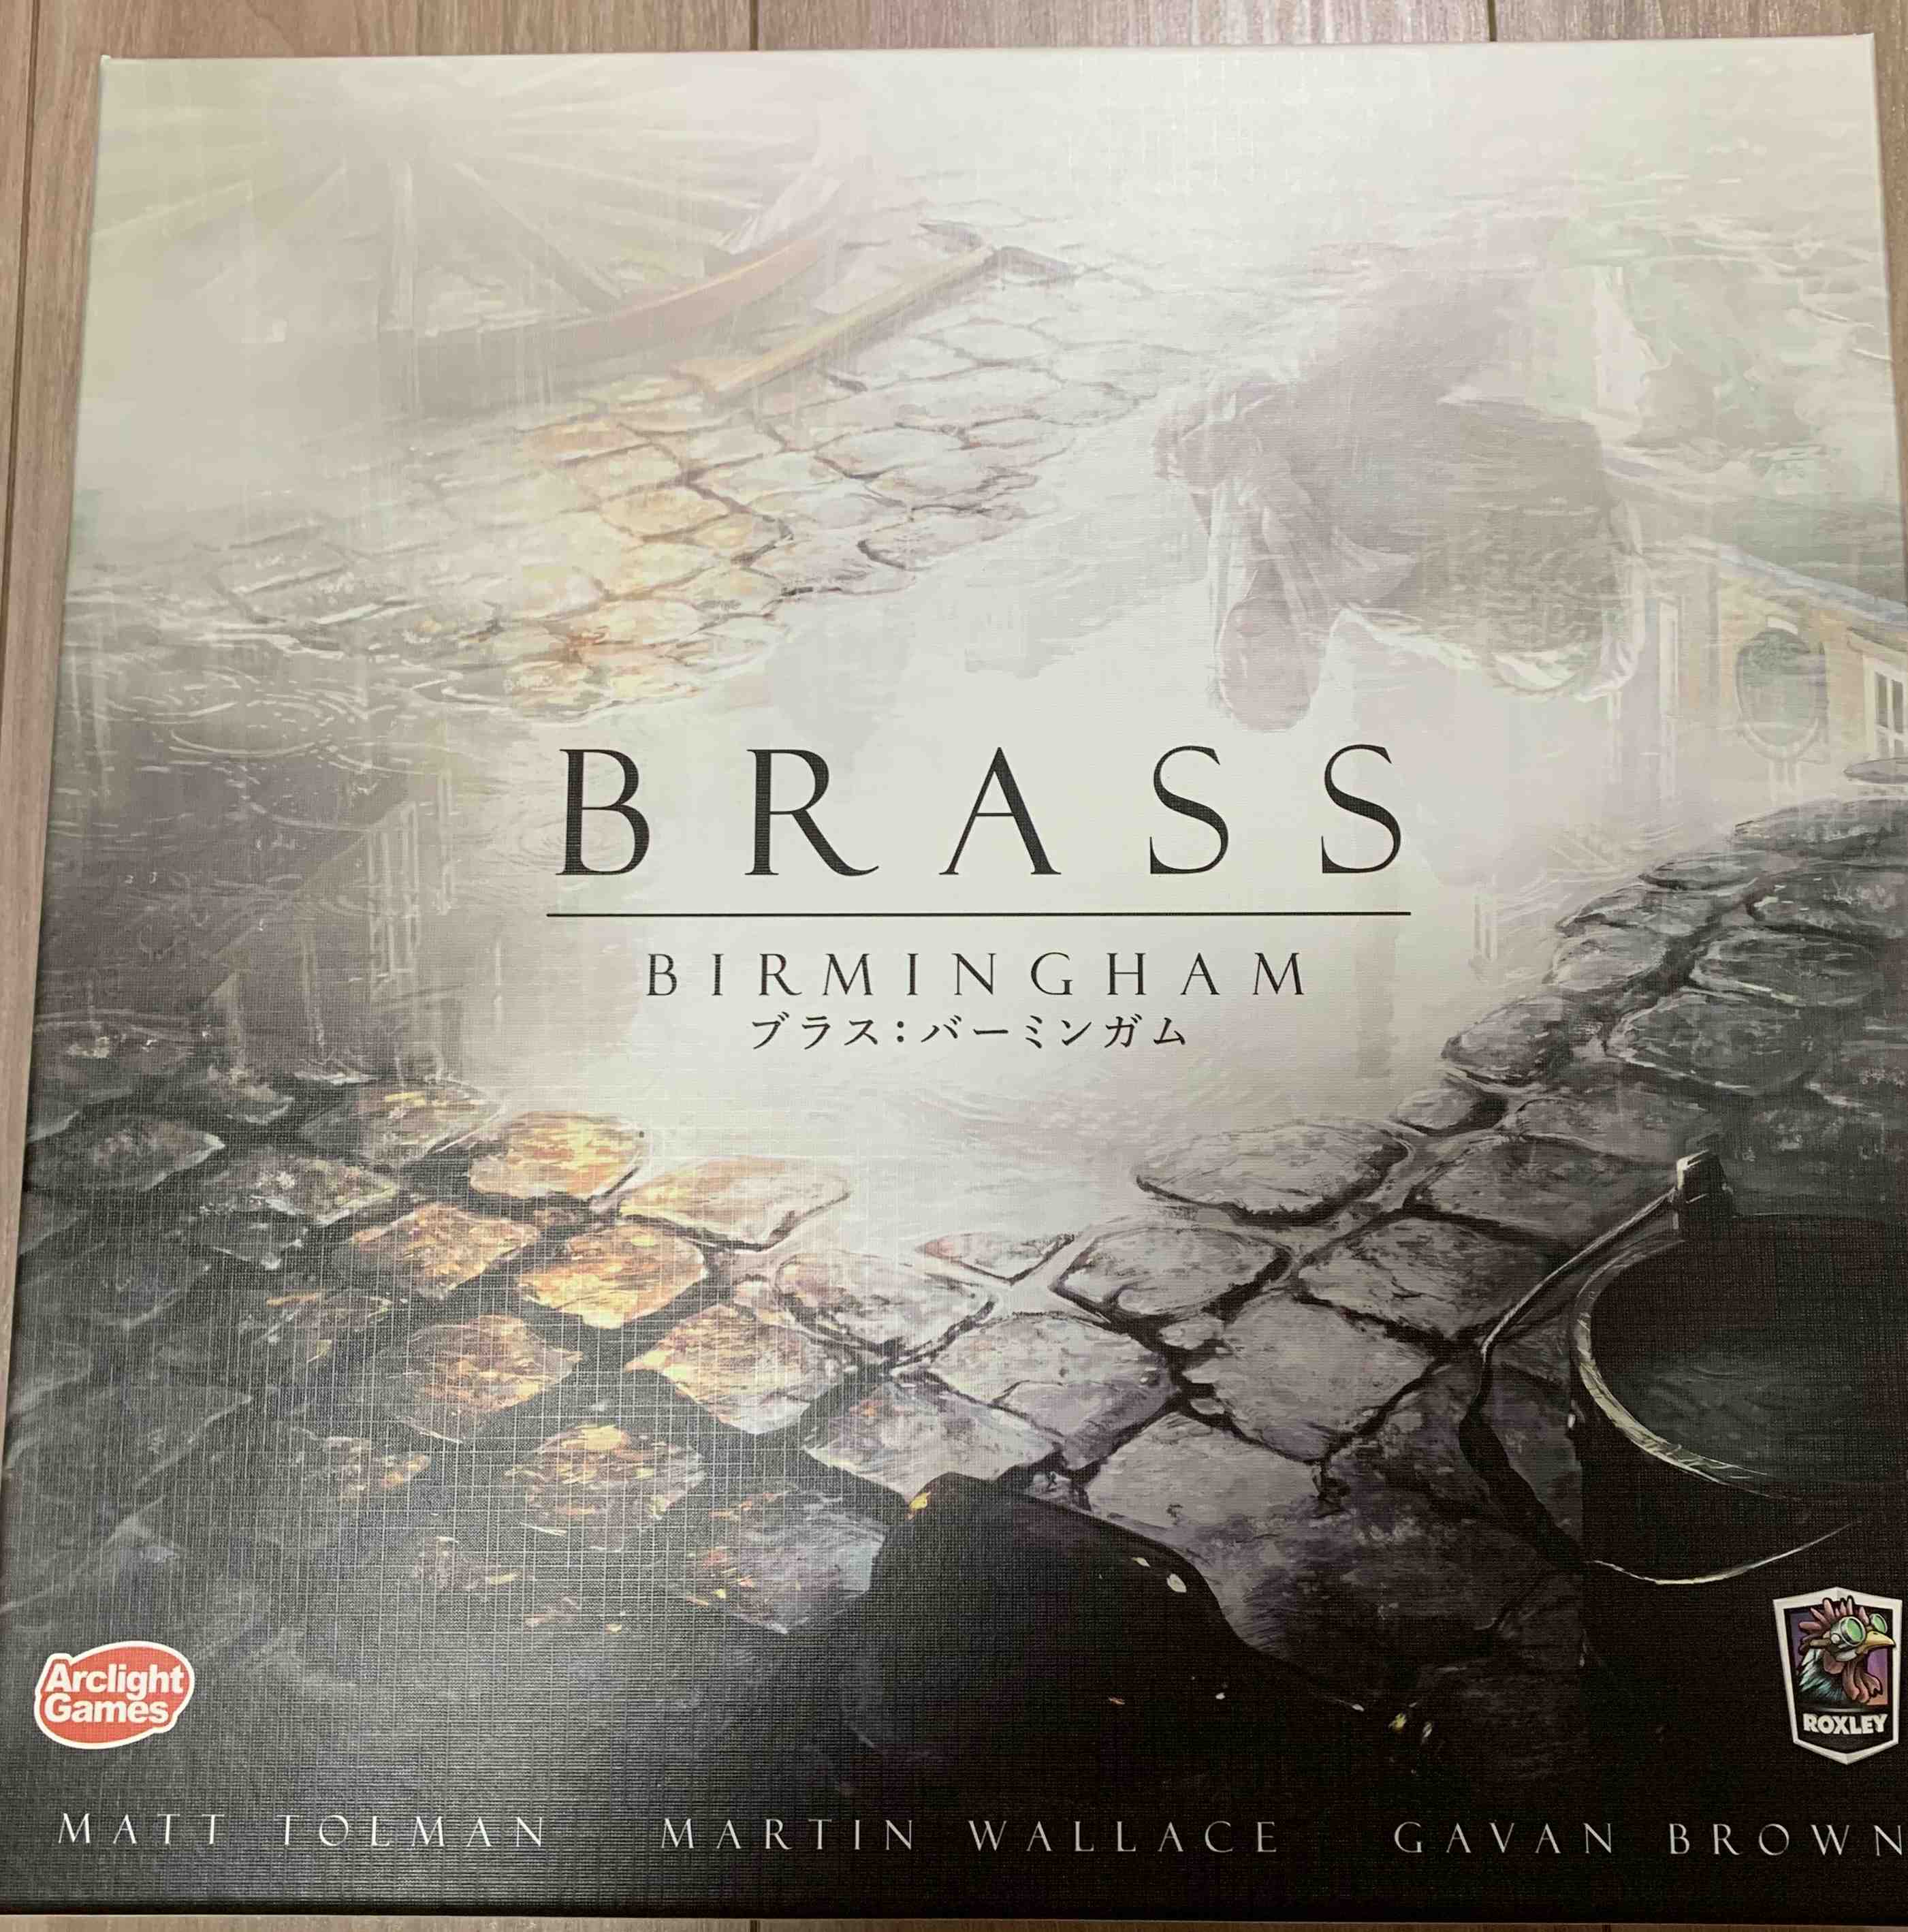 BRASS
BIRMINGHAM
ブラス：バーミンガム
Arclight
Games
ROXLEY
MATT TOLMAN MARTIN WALLACE GAVAN BROWN